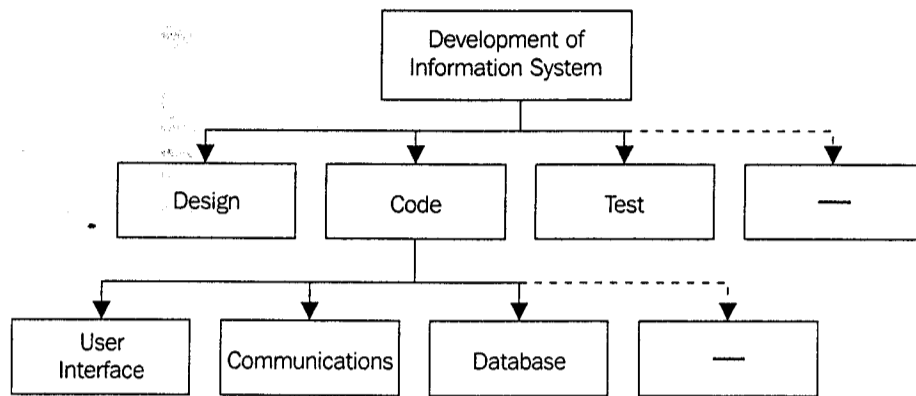 Development of
Information System
Design
Code
Test
—
User
Interface
Communications
Database
—